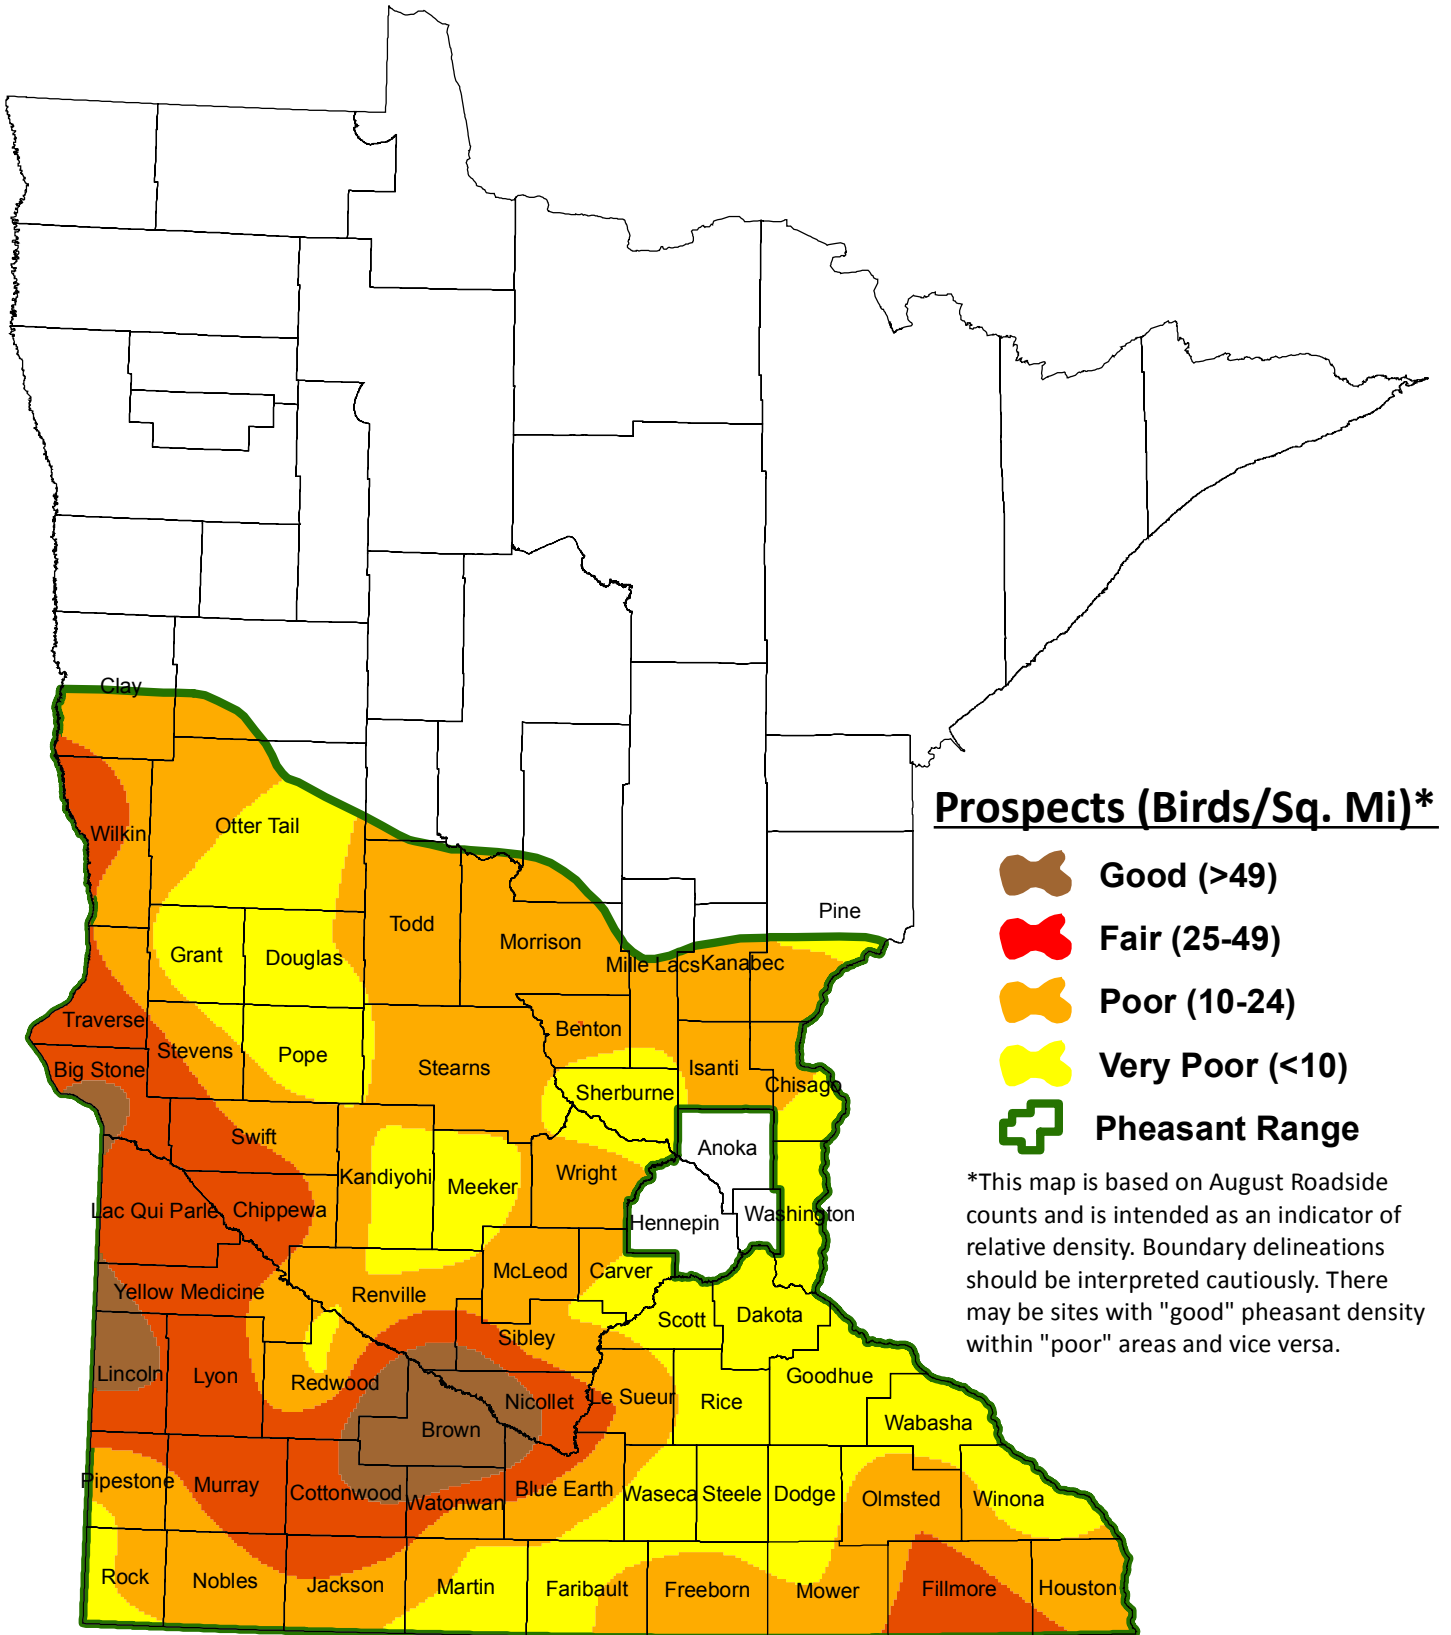 Clay
Prospects (Birds/Sq. Mi)*
Wilkin
Otter Tail
Good (>49)
Todd
Pine
Fair (25-49)
Morrison
Grant
Douglas
Mille Lacs
Kanabec
Poor (10-24)
Traverse
Benton
Stevens
Pope
Big Stone
Stearns
Isanti
Very Poor (<10)
Sherburne
Chisago
Pheasant Range
Swift
Anoka
Kandiyohi
Meeker
Wright
*This map is based on August Roadside
counts and is intended as an indicator of
relative density. Boundary delineations
should be interpreted cautiously. There
may be sites with "good" pheasant density
within "poor" areas and vice versa.
Lac Qui Parle
Chippewa
Hennepin
Washington
McLeod
Carver
Yellow Medicine
Renville
Scott
Dakota
Sibley
Lincoln
Lyon
Redwood
Nicollet
Le Sueur
Rice
Goodhue
Brown
Wabasha
Pipestone
Murray
Cottonwood
Watonwan
Blue Earth
Waseca
Steele
Dodge
Olmsted
Winona
Rock
Nobles
Jackson
Martin
Faribault
Freeborn
Mower
Fillmore
Houston